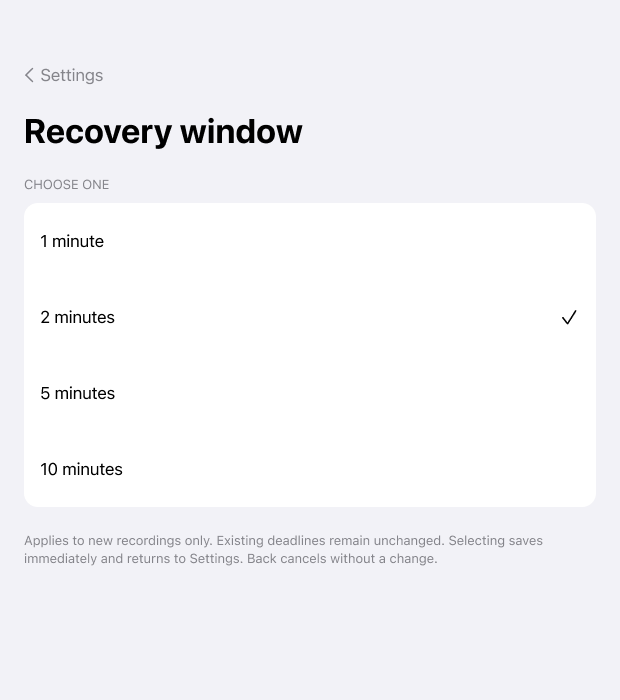 Settings
Recovery window
CHOOSE ONE
1 minute
2 minutes
5 minutes
10 minutes
Applies to new recordings only. Existing deadlines remain unchanged. Selecting saves
immediately and returns to Settings. Back cancels without a change.